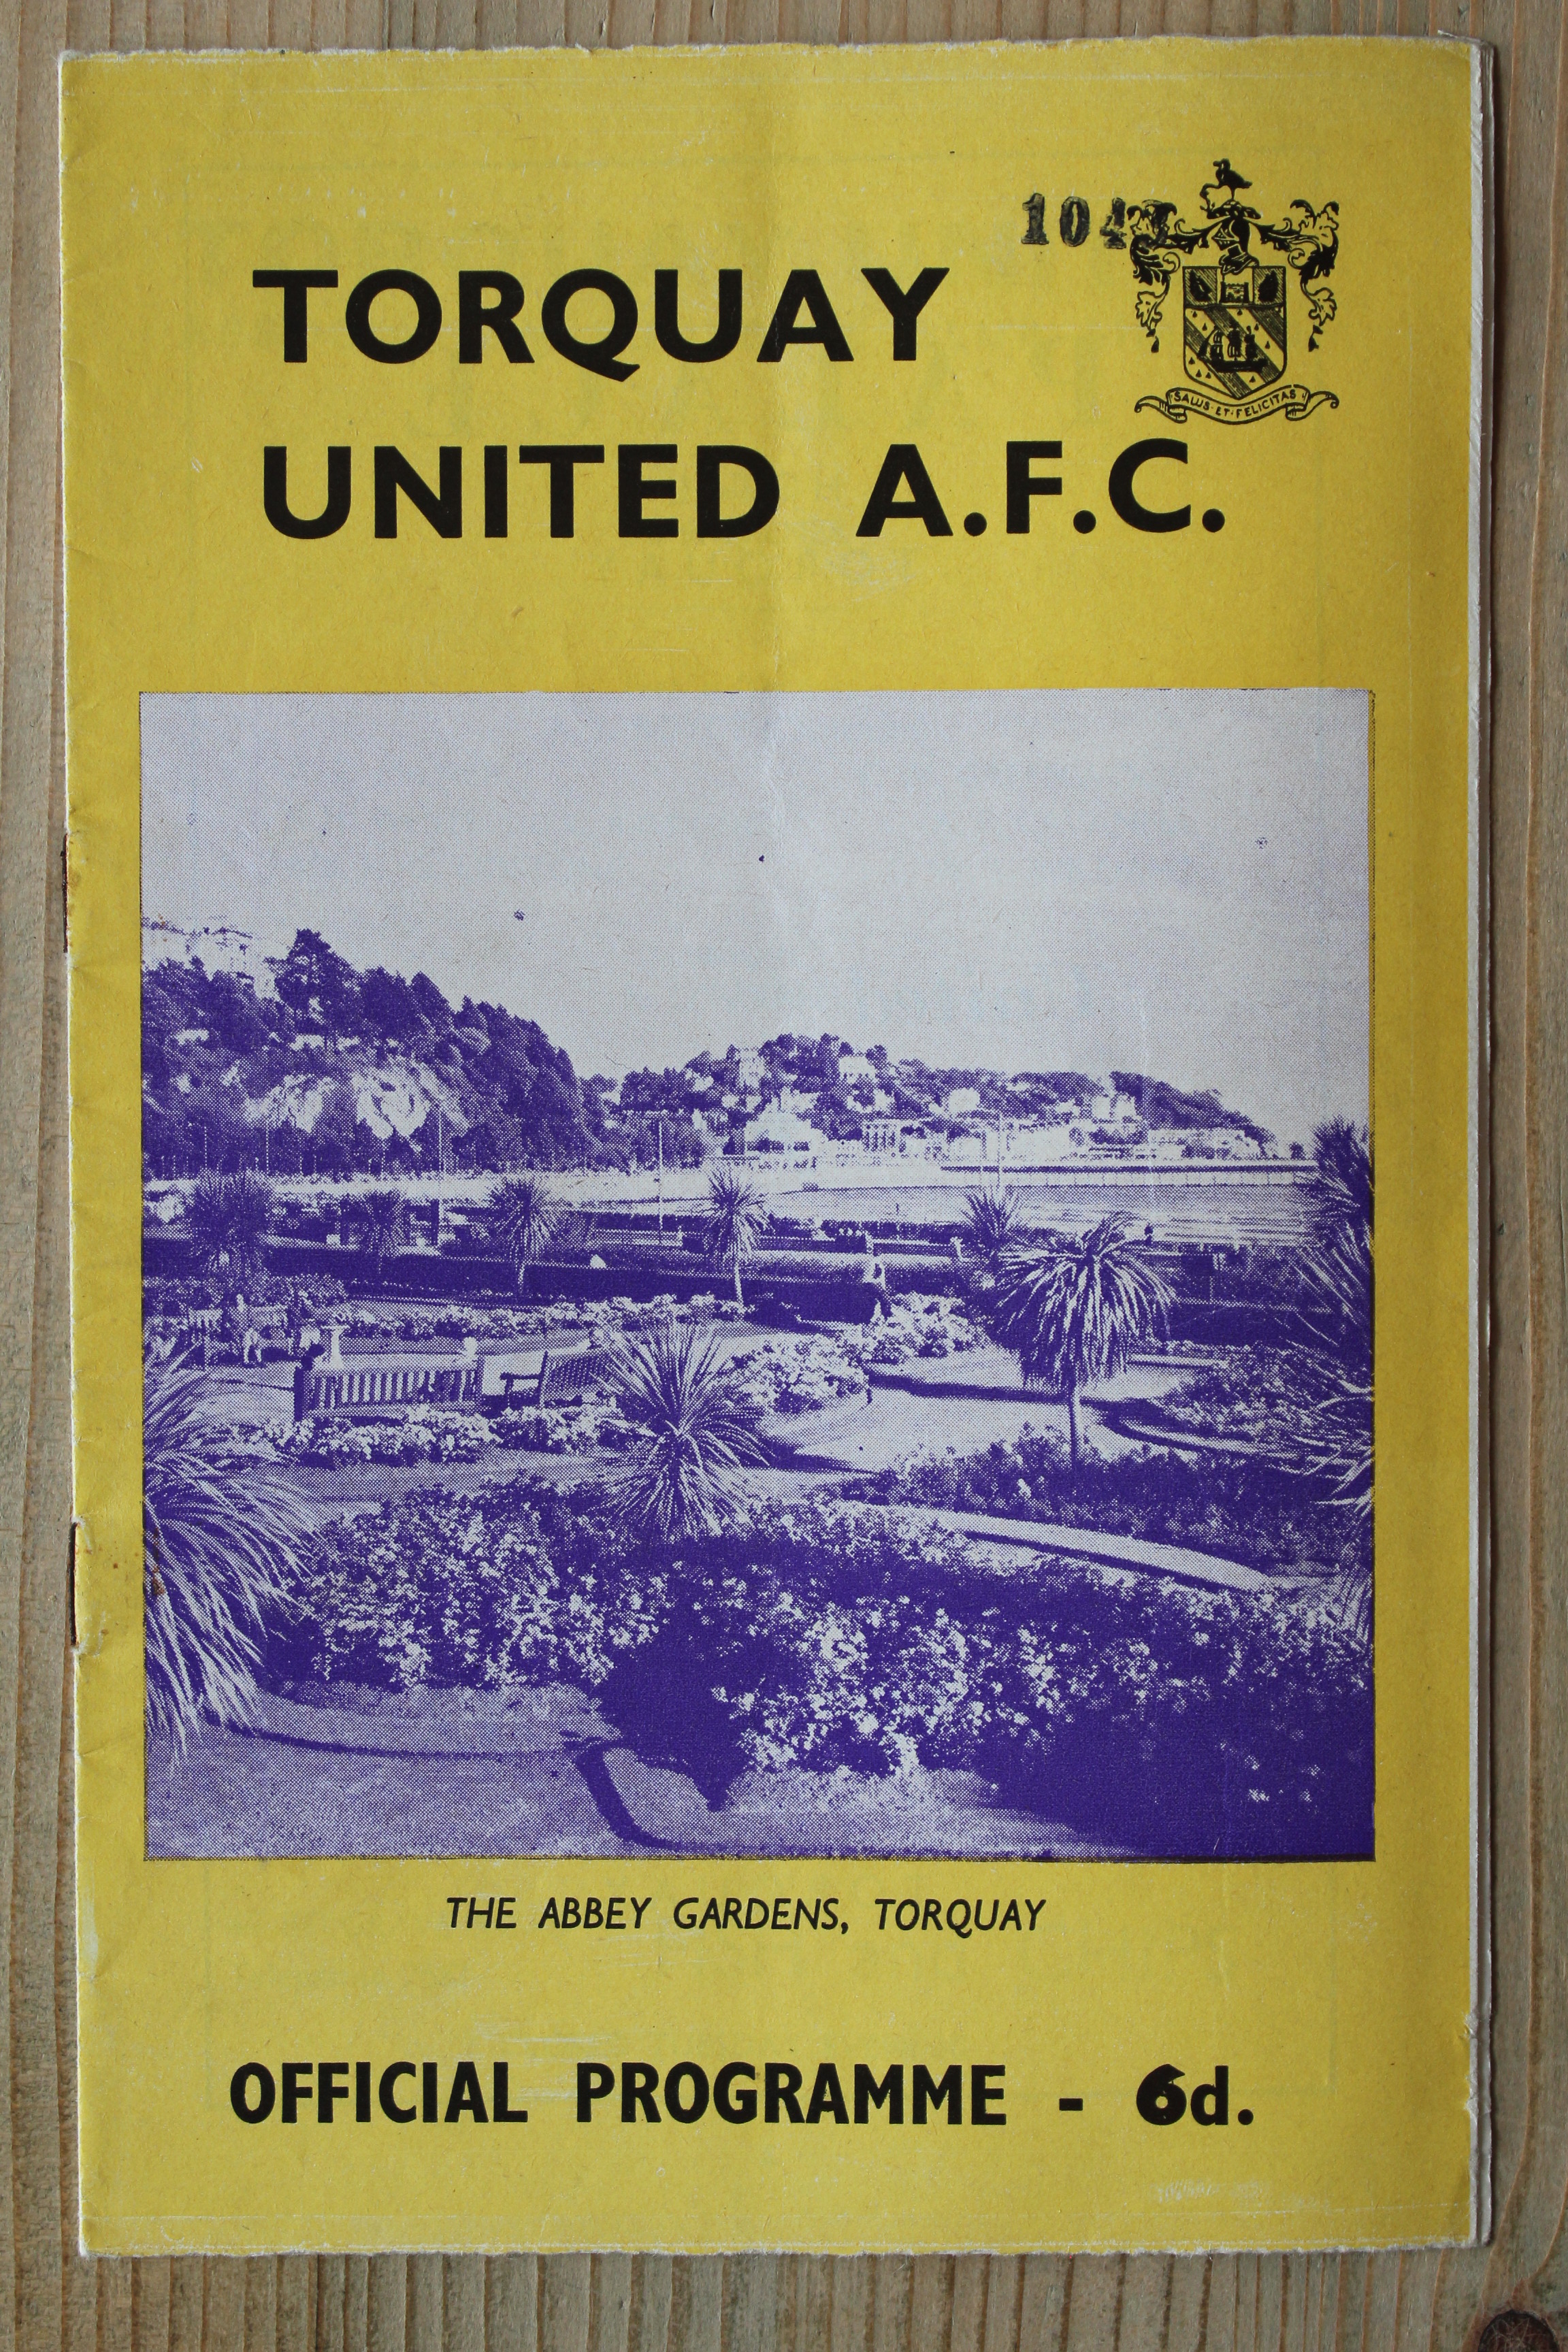 104
TORQUAY
SALUS·ET·FELICITAS
UNITED A.F.C.
THE ABBEY GARDENS, TORQUAY
OFFICIAL PROGRAMME - 6d.